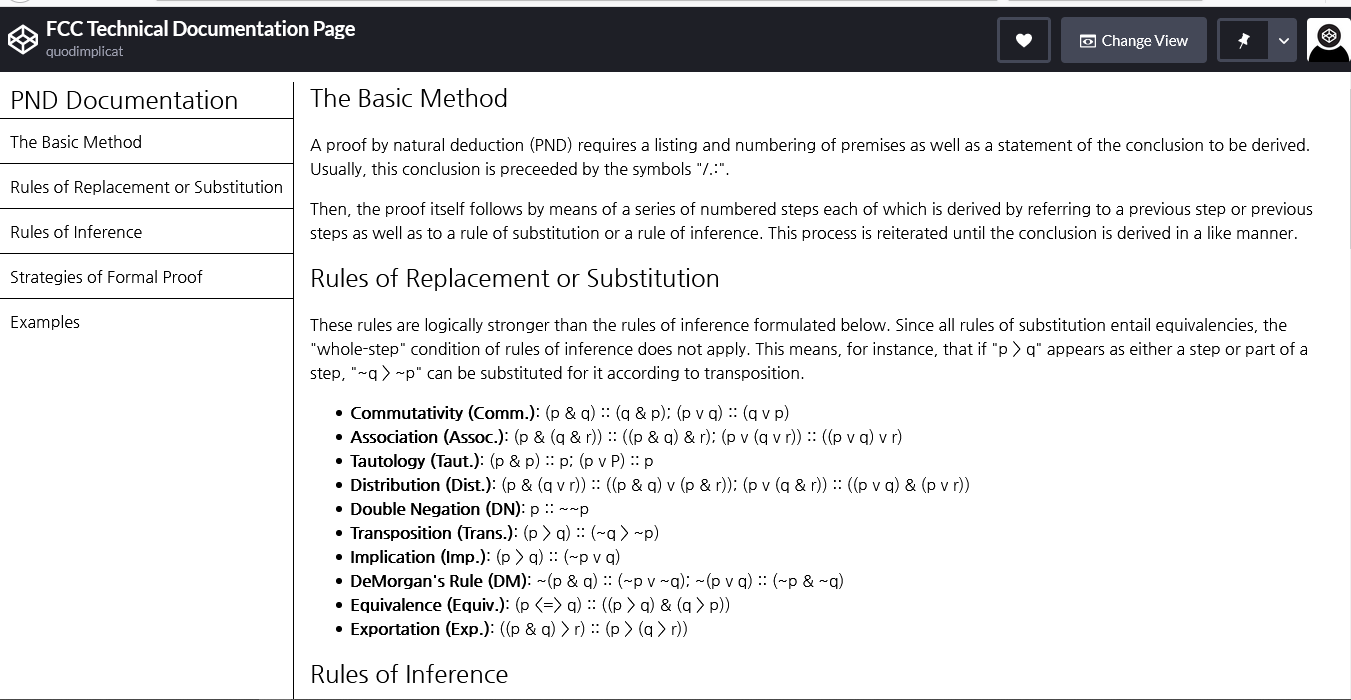 FCC Technical Documentation Page
quodimplicat
Change View
PND Documentation
The Basic Method
Rules of Replacement or Substitution
Rules of Inference
Strategies of Formal Proof
Examples
The Basic Method
A proof by natural deduction (PND) requires a listing and numbering of premises as well as a statement of the conclusion to be derived.
Usually, this conclusion is preceeded by the symbols "/.:".
Then, the proof itself follows by means of a series of numbered steps each of which is derived by referring to a previous step or previous
steps as well as to a rule of substitution or a rule of inference. This process is reiterated until the conclusion is derived in a like manner.
Rules of Replacement or Substitution
These rules are logically stronger than the rules of inference formulated below. Since all rules of substitution entail equivalencies, the
"whole-step" condition of rules of inference does not apply. This means, for instance, that if "p > q" appears as either a step or part of a
step, "~q > ~p" can be substituted for it according to transposition.
• Commutativity (Comm.): (p & q) :: (q & p); (p v q) :: (q v p)
• Association (Assoc.): (p & (q & r)) :: ((p & q) & r); (p v (q v r)) :: ((p v q) v r)
• Tautology (Taut.): (p & p) :: p; (p v P) :: p
• Distribution (Dist.): (p & (q v r)) :: ((p & q) v (p & r)); (p v (q & r)) :: ((p v q) & (p v r))
• Double Negation (DN): p :: ~~p
• Transposition (Trans.): (p > q) :: (~q > ~p)
• Implication (Imp.): (p > q) :: (~p v q)
• DeMorgan's Rule (DM): ~(p & q) :: (~p v ~q); ~(p v q) :: (~p & ~q)
• Equivalence (Equiv.): (p <=> q) :: ((p > q) & (q > p))
• Exportation (Exp.): ((p & q) > r) :: (p > (q > r))
Rules of Inference